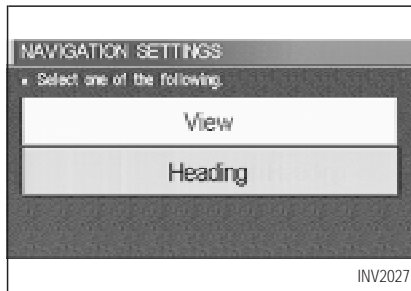 NAVIGATION SETTINGS
▪ Select one of the following.
View
Heading
INV2027